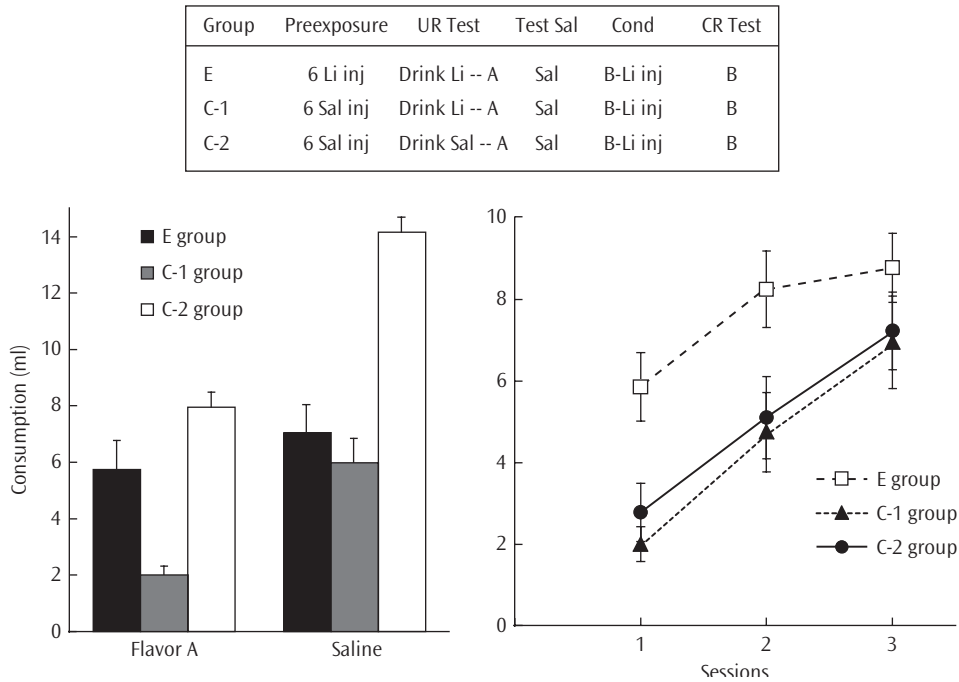 Group Preexposure UR Test Test Sal Cond CR Test
E 6 Li inj Drink Li -- A Sal B-Li inj B
C-1 6 Sal inj Drink Li -- A Sal B-Li inj B
C-2 6 Sal inj Drink Sal -- A Sal B-Li inj B
Consumption (ml)
14
12
10
8
6
4
2
0
E group
C-1 group
C-2 group
Flavor A Saline
10
8
6
4
2
0
E group
C-1 group
C-2 group
1 2 3
Sessions